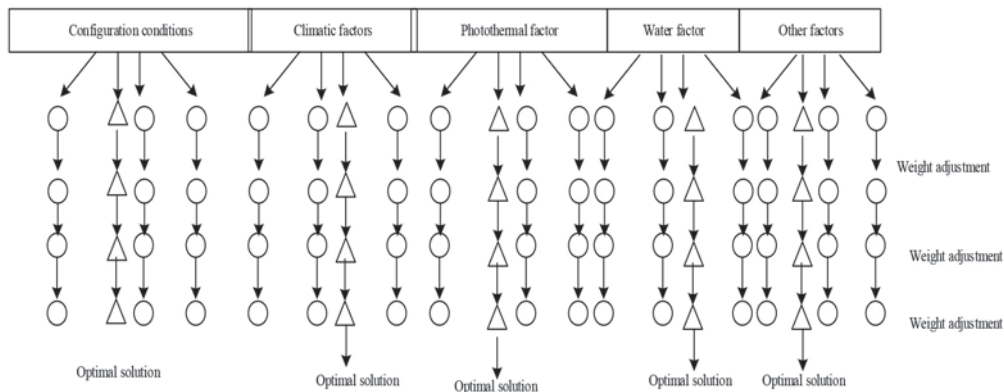 Configuration conditions
Climatic factors
Photothermal factor
Water factor
Other factors
Weight adjustment
Weight adjustment
Weight adjustment
Optimal solution
Optimal solution
Optimal solution
Optimal solution
Optimal solution